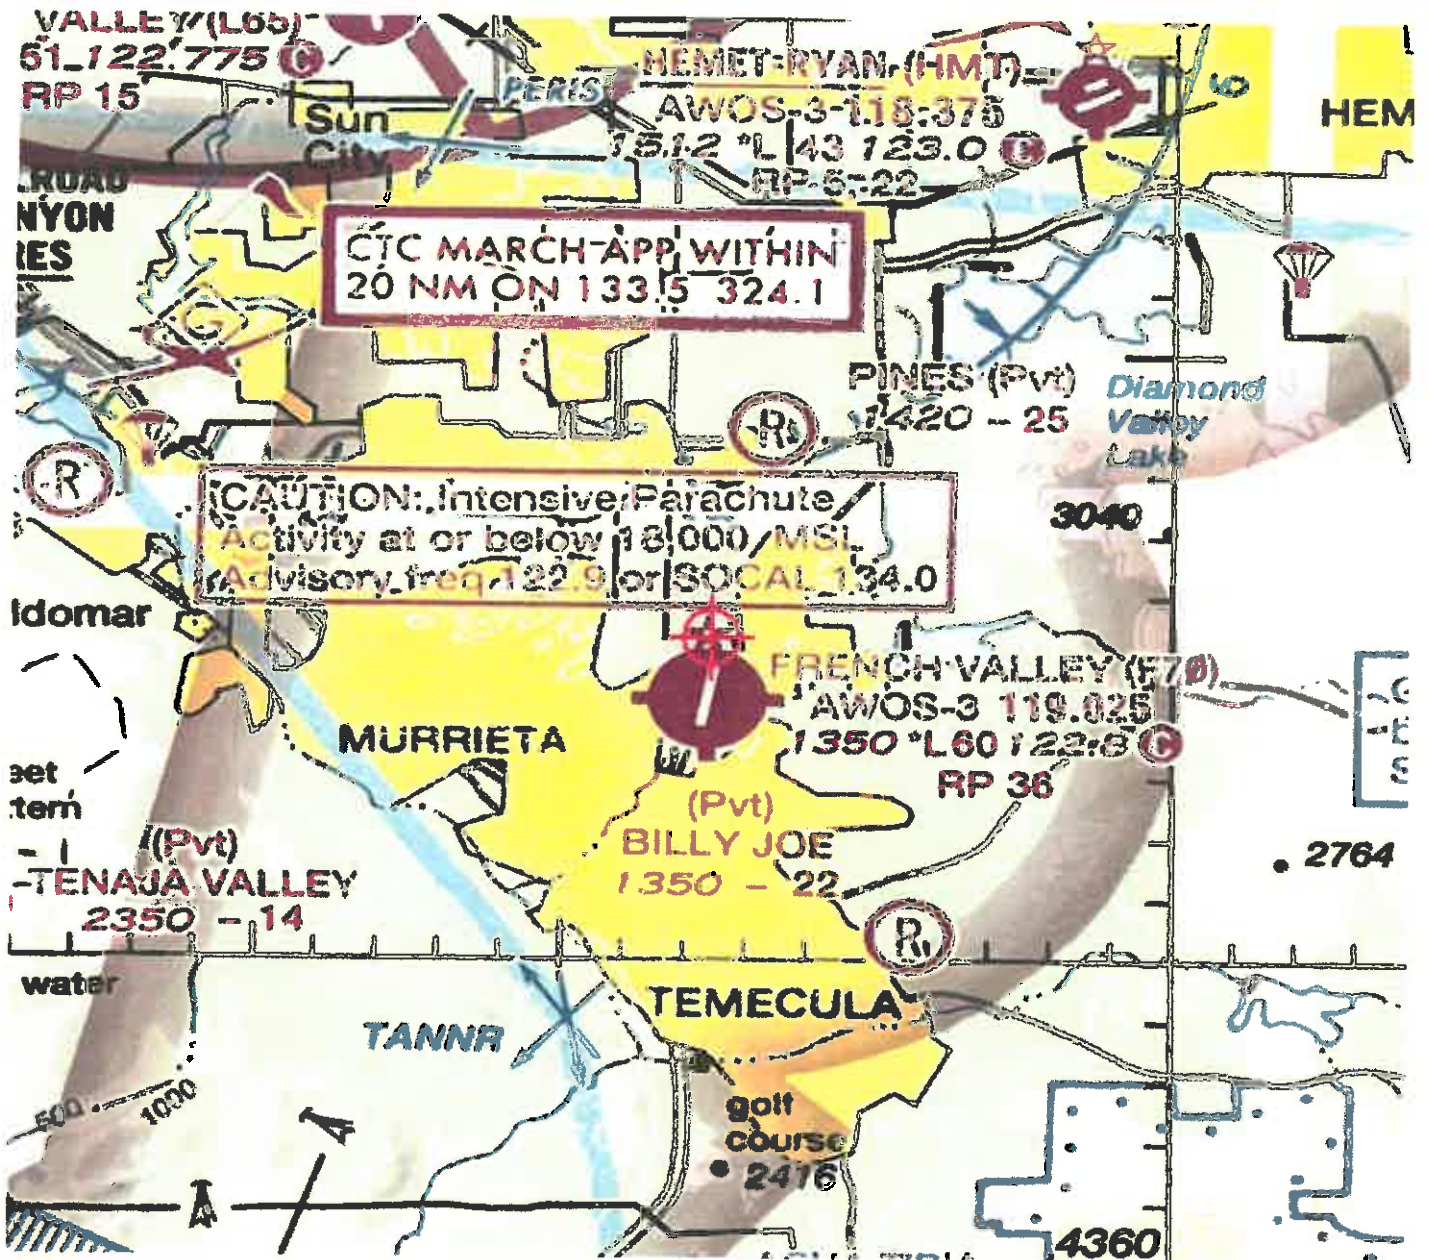 VALLEY (L65)
61 122.775 C
RP 15
PERIS
HEMET-RYAN (HMT)
AWOS-3 118.375
1512 *L 43 123.0 C
RP 5, 22
HEM
Sun
City
NYON
CTC MARCH APP WITHIN
20 NM ON 133.5 324.1
G
PINES (Pvt)
1420 - 25
Diamond
Valley
Lake
R
R
CAUTION: Intensive Parachute
Activity at or below 18,000 MSL
Advisory freq 122.9 or SOCAL 134.0
3040
ldomar
FRENCH VALLEY (F70)
AWOS-3 119.025
1350 *L60 122.8 C
RP 36
MURRIETA
eet
tern
(Pvt)
BILLY JOE
1350 - 22
(Pvt)
TENAJA VALLEY
2350 - 14
2764
R
water
TEMECULA
TANNR
500
1000
golf
course
2416
4360